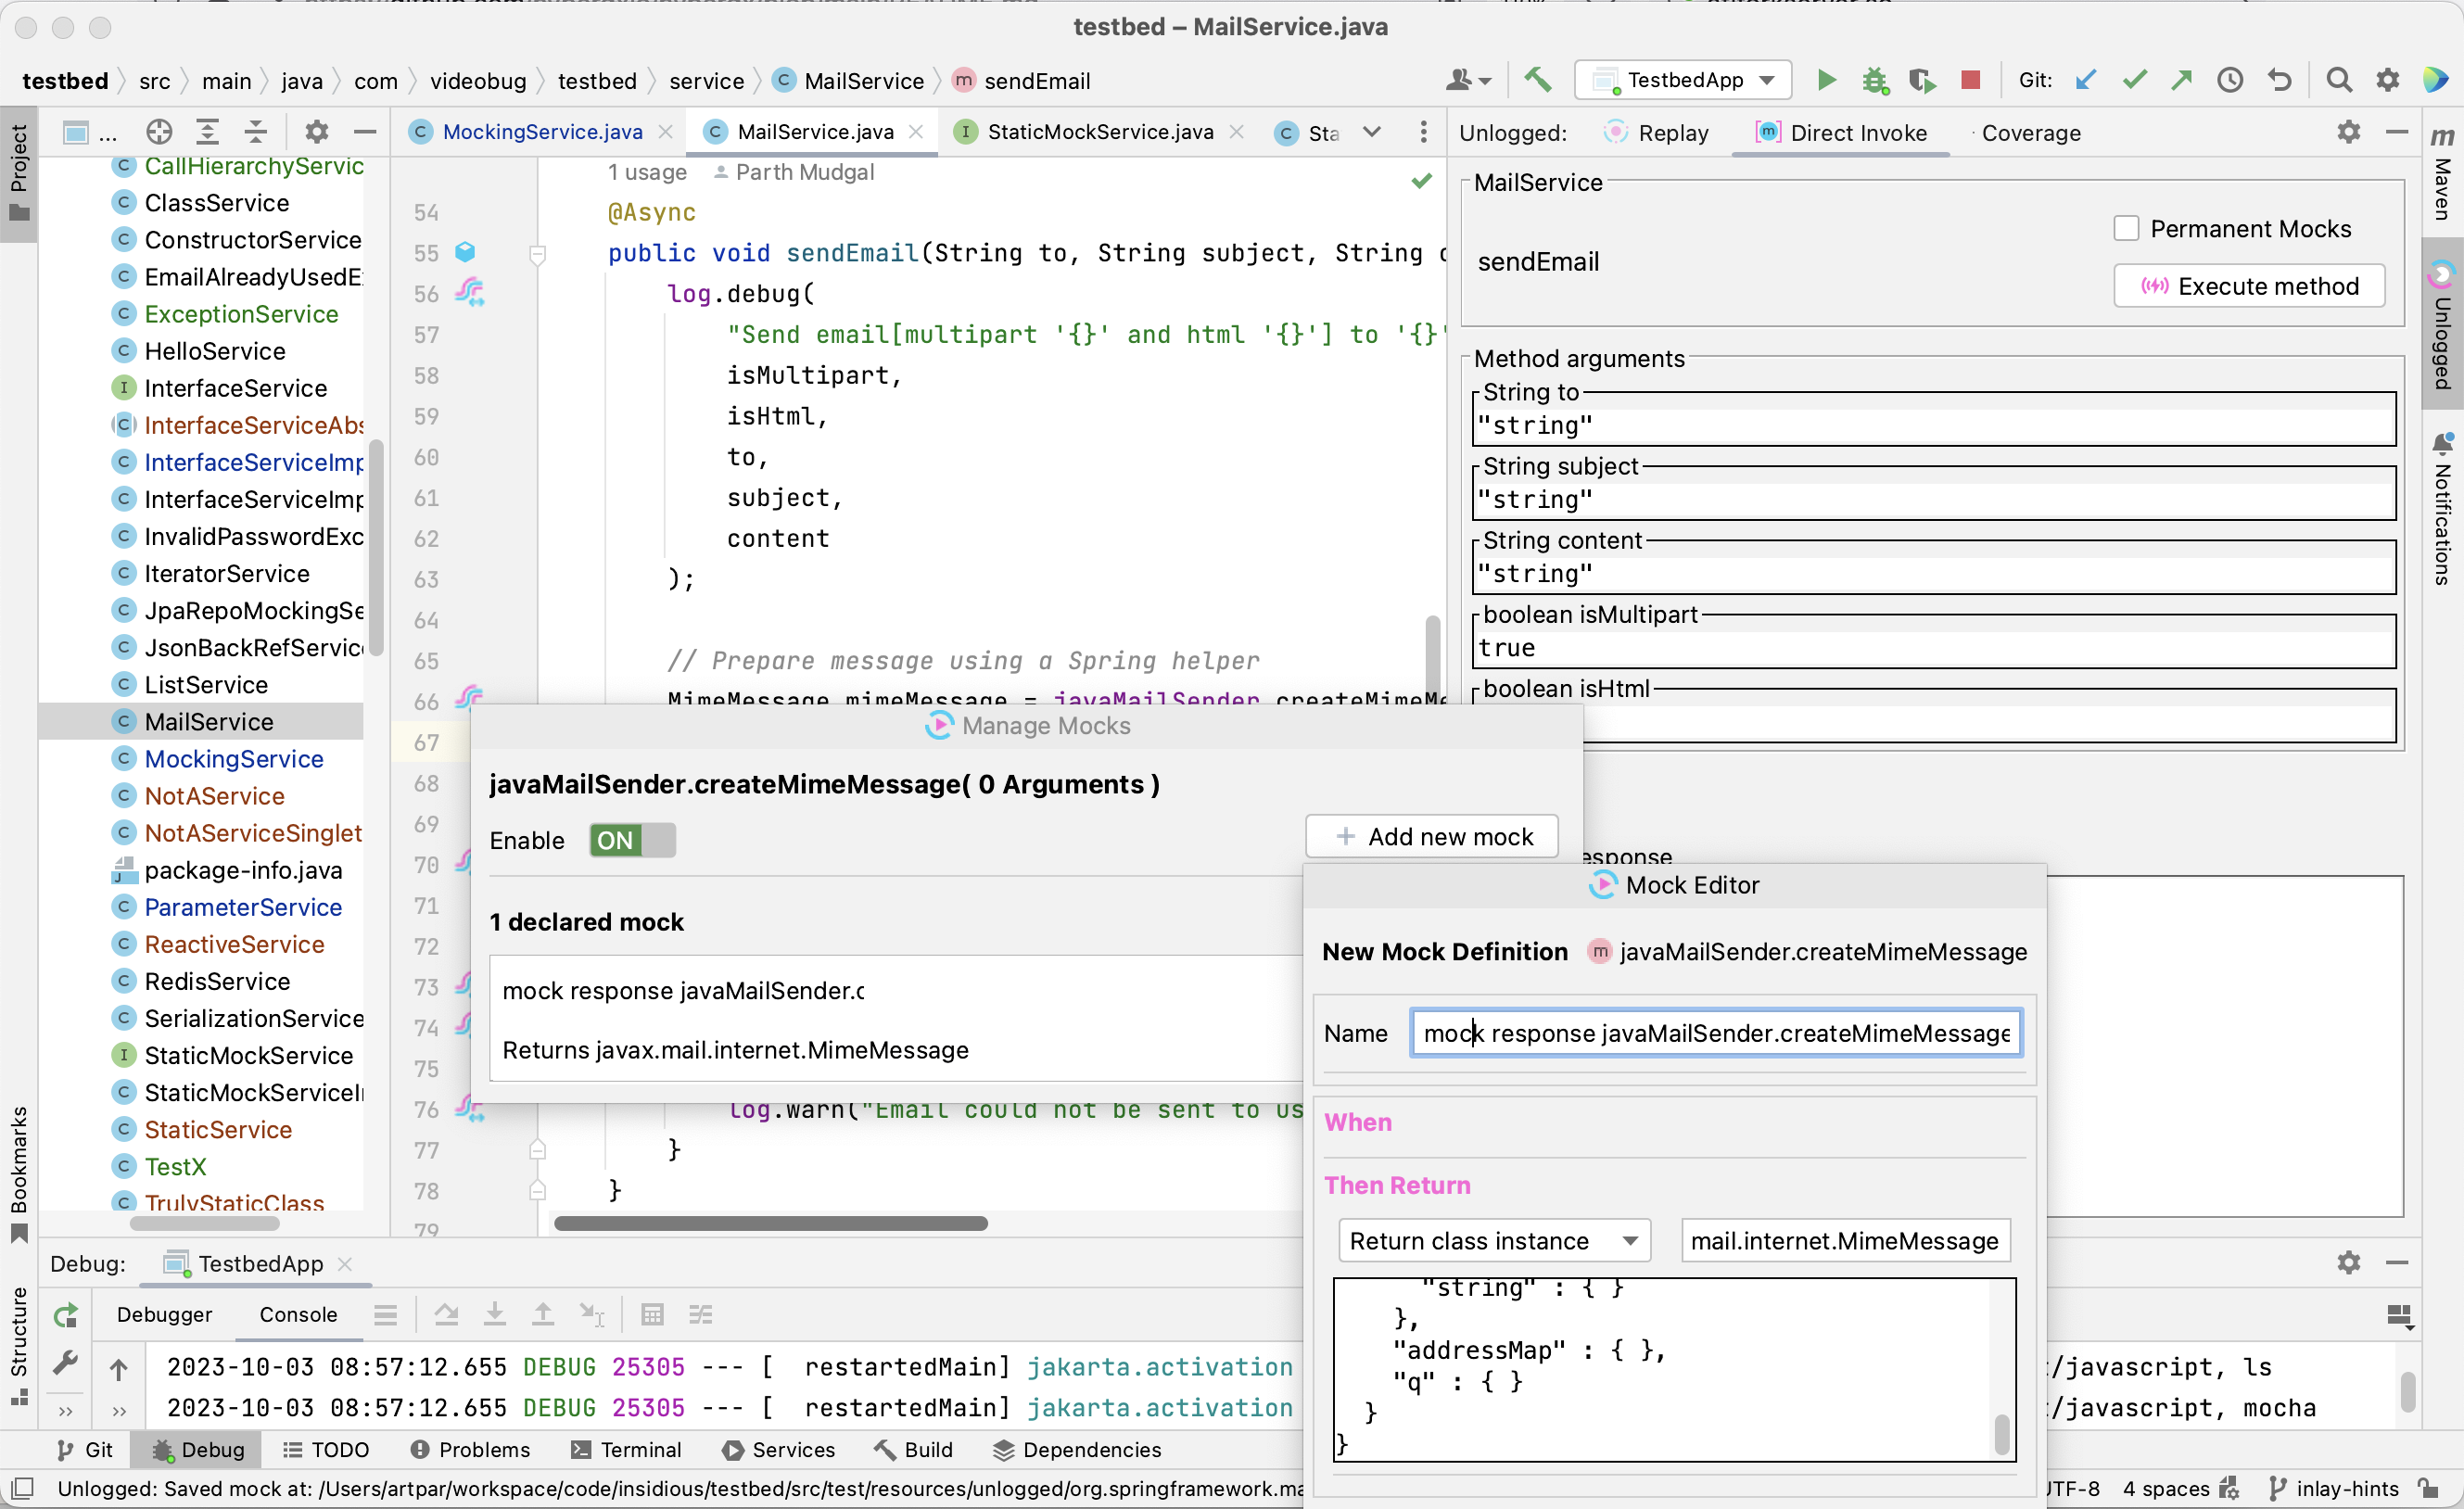 testbed – MailService.java
testbed src main java com videobug testbed service MailService sendEmail
TestbedApp
Git:
Project
...
MockingService.java
MailService.java
StaticMockService.java
Sta
Unlogged:
Replay
Direct Invoke
Coverage
CallHierarchyServic
ClassService
ConstructorService
EmailAlreadyUsedE
ExceptionService
HelloService
InterfaceService
InterfaceServiceAbs
InterfaceServiceImp
InterfaceServiceImp
InvalidPasswordExc
IteratorService
JpaRepoMockingSe
JsonBackRefServic
ListService
MailService
MockingService
NotAService
NotAServiceSinglet
package-info.java
ParameterService
ReactiveService
RedisService
SerializationService
StaticMockService
StaticMockServiceI
StaticService
TestX
TrulyStaticClass
1 usage Parth Mudgal
54 @Async
55 public void sendEmail(String to, String subject, String c
56 log.debug(
57 "Send email[multipart '{}' and html '{}'] to '{}'
58 isMultipart,
59 isHtml,
60 to,
61 subject,
62 content
63 );
64
65 // Prepare message using a Spring helper
66 MimeMessage mimeMessage = javaMailSender.createMimeMe
67
68
69
70
71
72
73
74
75
76 log.warn("Email could not be sent to us
77 }
78 }
79
MailService
sendEmail
Permanent Mocks
Execute method
Method arguments
String to
"string"
String subject
"string"
String content
"string"
boolean isMultipart
true
boolean isHtml
esponse
Maven
Unlogged
Notifications
Manage Mocks
javaMailSender.createMimeMessage( 0 Arguments )
Enable ON
Add new mock
1 declared mock
mock response javaMailSender.c
Returns javax.mail.internet.MimeMessage
Mock Editor
New Mock Definition javaMailSender.createMimeMessage
Name mock response javaMailSender.createMimeMessage
When
Then Return
Return class instance mail.internet.MimeMessage
"string" : { }
},
"addressMap" : { },
"q" : { }
}
}
Bookmarks
Structure
Debug: TestbedApp
Debugger Console
2023-10-03 08:57:12.655 DEBUG 25305 --- [ restartedMain] jakarta.activation
/javascript, ls
2023-10-03 08:57:12.655 DEBUG 25305 --- [ restartedMain] jakarta.activation
/javascript, mocha
Git Debug TODO Problems Terminal Services Build Dependencies
Unlogged: Saved mock at: /Users/artpar/workspace/code/insidious/testbed/src/test/resources/unlogged/org.springframework.ma
UTF-8 4 spaces inlay-hints